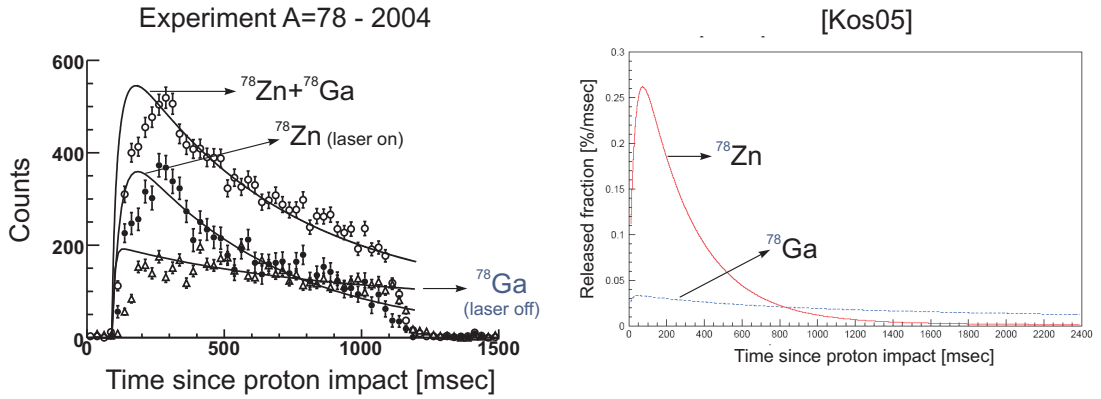 Experiment A=78 - 2004
600
400
200
0
0
500
1000
1500
Counts
Time since proton impact [msec]
⁷⁸Zn+⁷⁸Ga
⁷⁸Zn (laser on)
⁷⁸Ga
(laser off)
[Kos05]
0.3
0.25
0.2
0.15
0.1
0.05
0
0 200 400 600 800 1000 1200 1400 1600 1800 2000 2200 2400
Released fraction [%/msec]
Time since proton impact [msec]
⁷⁸Zn
⁷⁸Ga